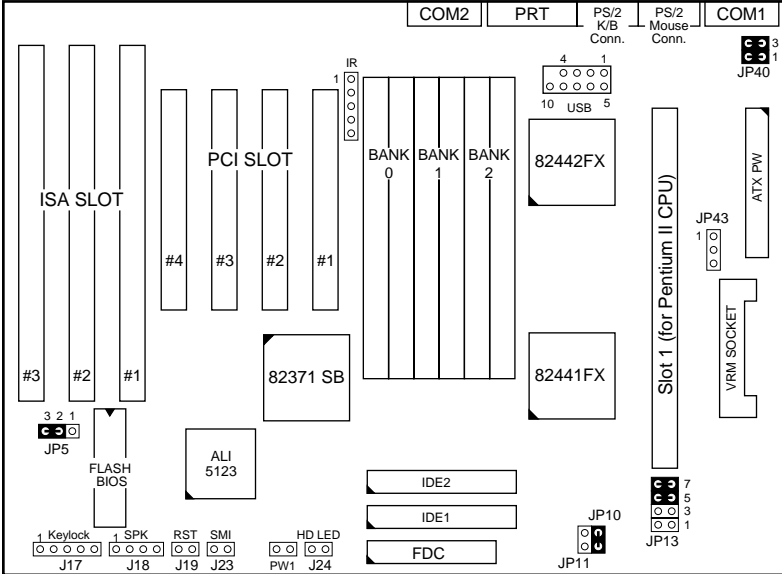 COM2 PRT PS/2 K/B Conn. PS/2 Mouse Conn. COM1
3
1
JP40
IR
1
4 1
10 USB 5
ISA SLOT
PCI SLOT
BANK 0
BANK 1
BANK 2
82442FX
ATX PW
JP43
1
Slot 1 (for Pentium II CPU)
#4 #3 #2 #1
VRM SOCKET
82371 SB
82441FX
#3 #2 #1
3 2 1
JP5
FLASH
BIOS
ALI
5123
IDE2
IDE1
FDC
7
5
3
1
JP13
JP10
JP11
1 Keylock
J17
1 SPK
J18
RST
J19
SMI
J23
PW1
HD LED
J24